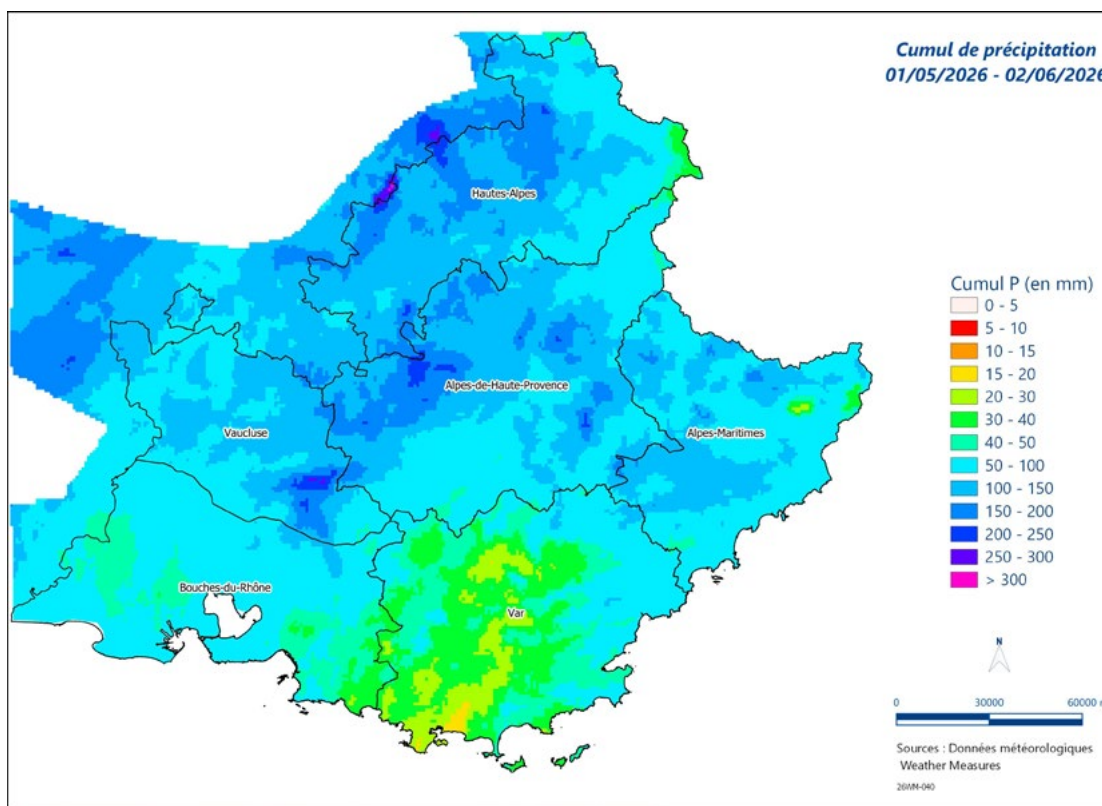 Cumul de précipitation
01/05/2026 - 02/06/2026
Hautes-Alpes
Alpes-de-Haute-Provence
Vaucluse
Alpes-Maritimes
Bouches-du-Rhône
Var
Cumul P (en mm)
0 - 5
5 - 10
10 - 15
15 - 20
20 - 30
30 - 40
40 - 50
50 - 100
100 - 150
150 - 200
200 - 250
250 - 300
> 300
N
0 30000 60000
Sources : Données météorologiques
Weather Measures
26WM-040